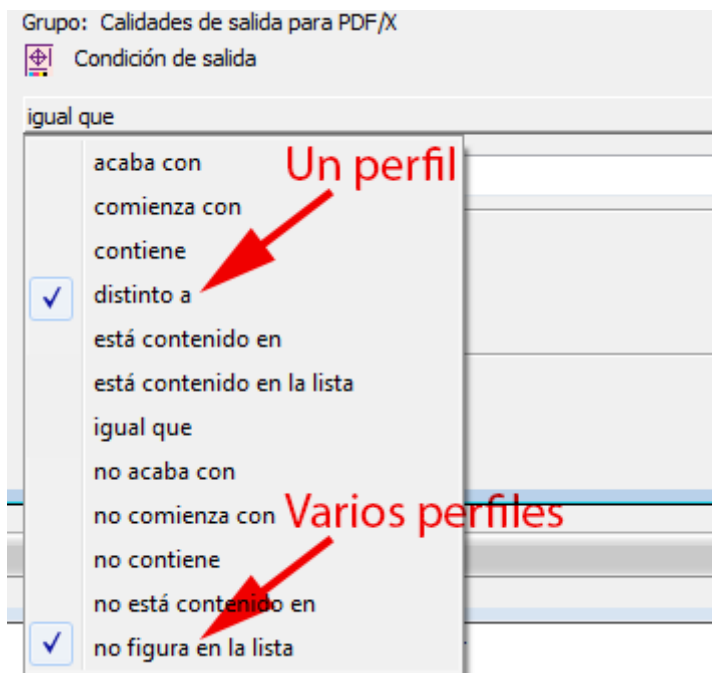 Grupo: Calidades de salida para PDF/X
Condición de salida
igual que
acaba con
Un perfil
comienza con
contiene
distinto a
está contenido en
está contenido en la lista
igual que
no acaba con
no comienza con
Varios perfiles
no contiene
no está contenido en
no figura en la lista